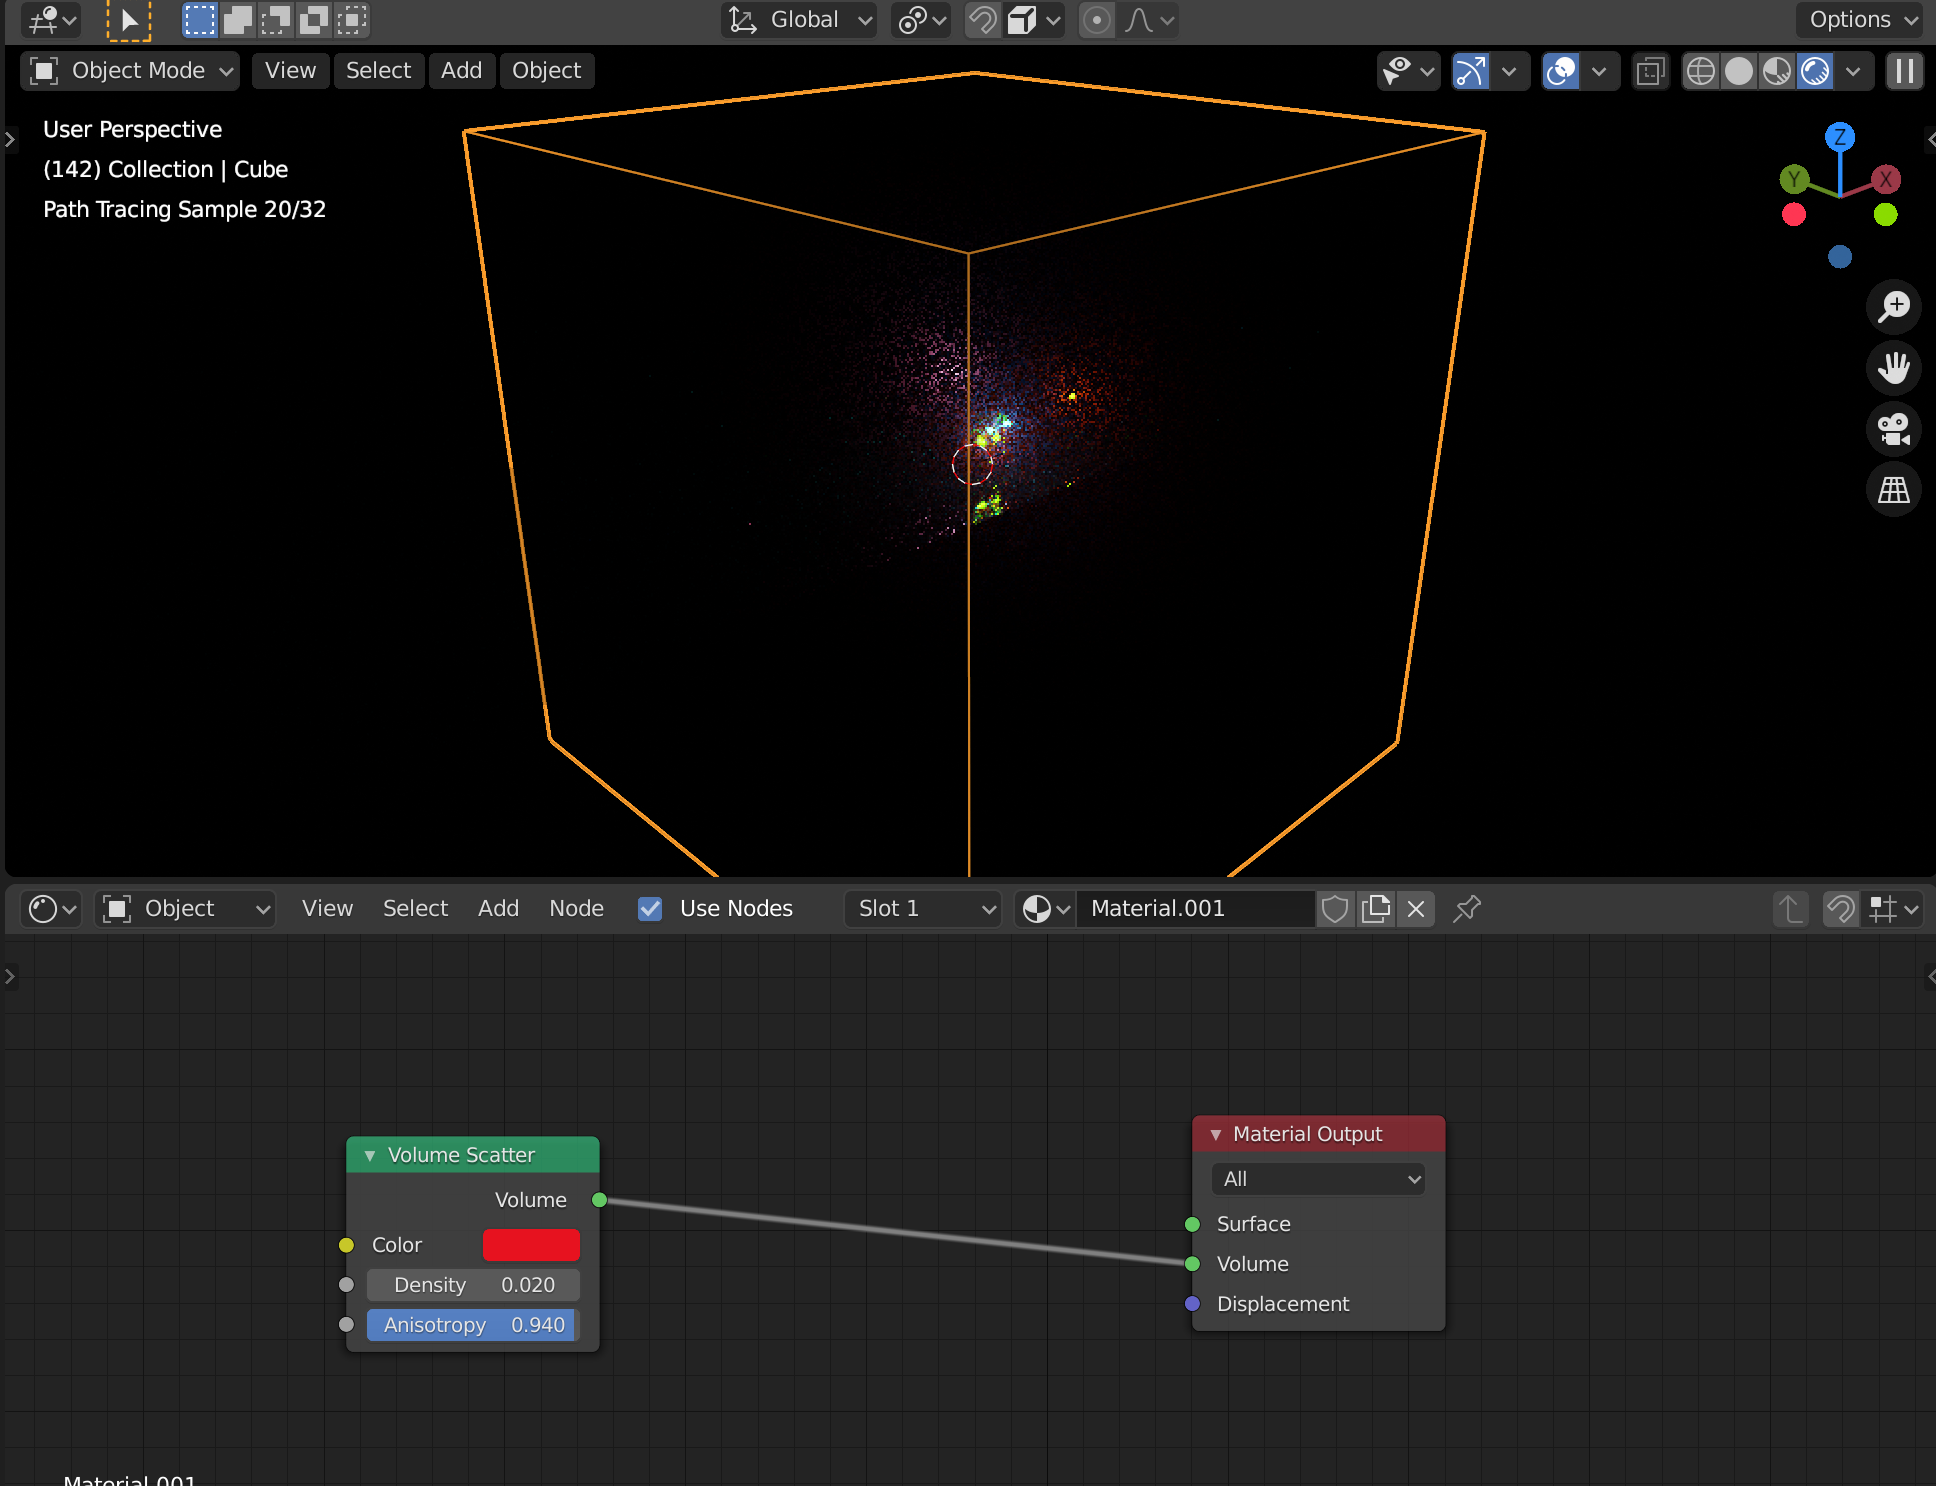 Global
Options
Object Mode View Select Add Object
User Perspective
(142) Collection | Cube
Path Tracing Sample 20/32
Z
Y
X
Object View Select Add Node Use Nodes Slot 1 Material.001
Material Output
Volume Scatter
All
Volume
Surface
Color
Volume
Density 0.020
Displacement
Anisotropy 0.940
Material.001